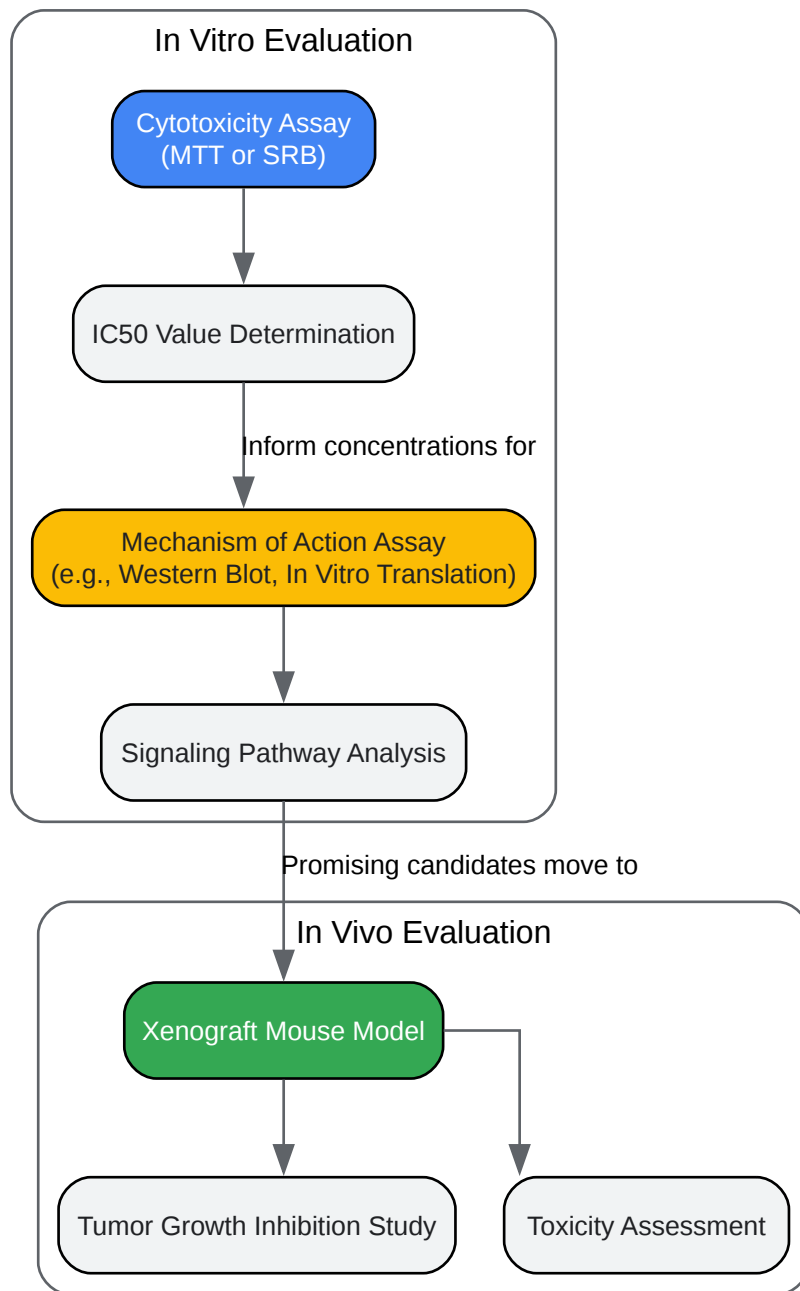 In Vitro Evaluation
Cytotoxicity Assay
(MTT or SRB)
IC50 Value Determination
Inform concentrations for
Mechanism of Action Assay
(e.g., Western Blot, In Vitro Translation)
Signaling Pathway Analysis
Promising candidates move to
In Vivo Evaluation
Xenograft Mouse Model
Tumor Growth Inhibition Study
Toxicity Assessment